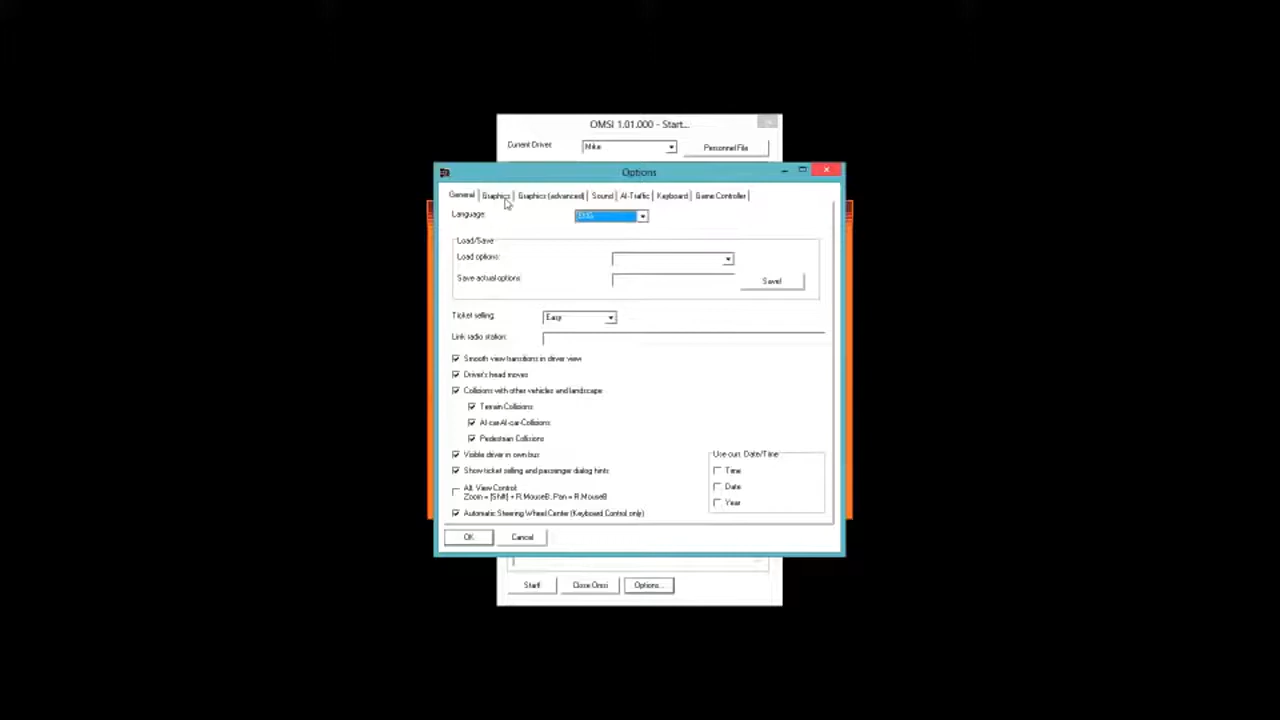 OMSI 1.01.000 - Start...
Current Driver: Mike Personnel File
Options
General Graphics Graphics (advanced) Sound AI-Traffic Keyboard Game Controller
Language: ENG
Load/Save
Load options:
Save actual options: Save!
Ticket selling: Easy
Link radio station:
Smooth view transitions in driver view
Driver's head moves
Collisions with other vehicles and landscape
Terrain Collisions
AI-car-AI-car-Collisions
Pedestrian Collisions
Visible driver in own bus
Use curr. Date/Time
Show ticket selling and passenger dialog hints
Time
Alt. View Control:
Zoom = [Shift] + R.MouseB, Pan = R.MouseB
Date
Year
Automatic Steering Wheel Center (Keyboard Control only)
OK Cancel
Start! Close Omsi Options...